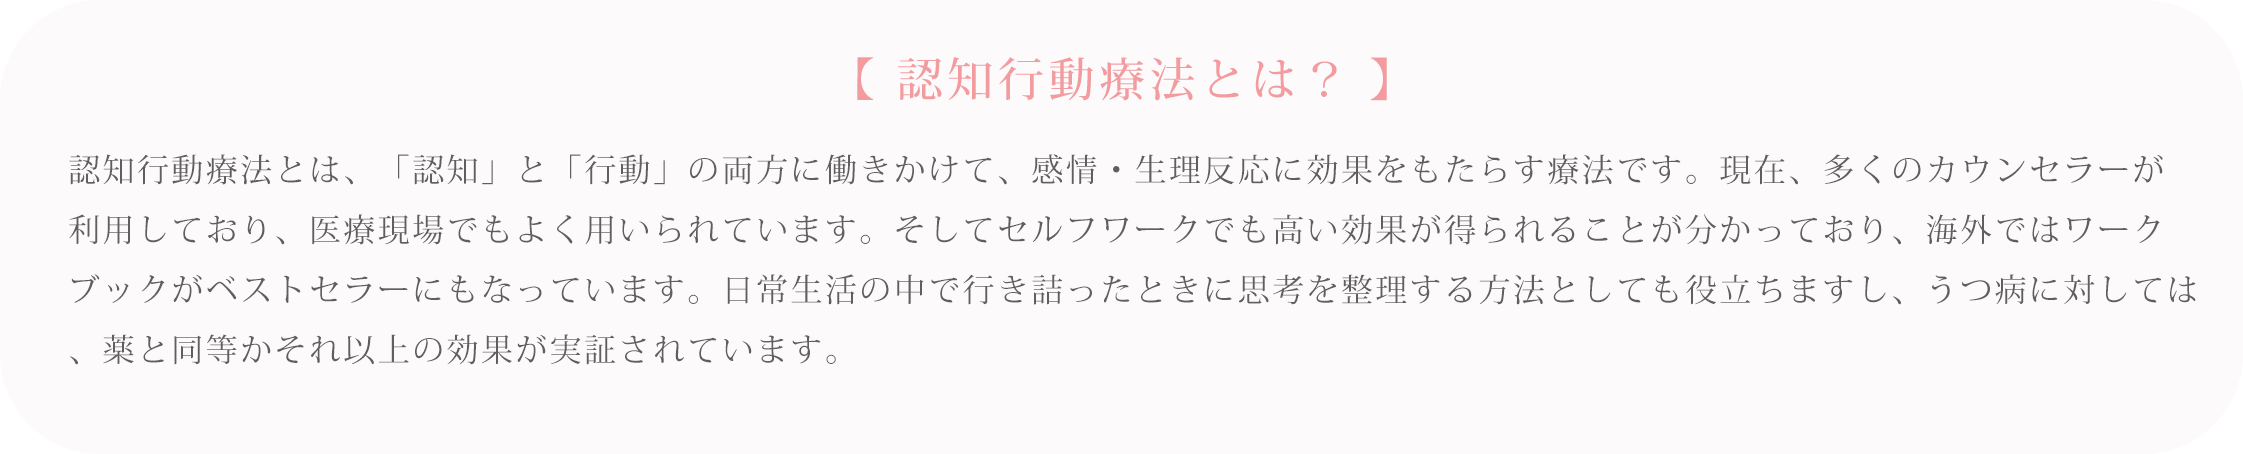 【 認知行動療法とは？ 】
認知行動療法とは、「認知」と「行動」の両方に働きかけて、感情・生理反応に効果をもたらす療法です。現在、多くのカウンセラーが
利用しており、医療現場でもよく用いられています。そしてセルフワークでも高い効果が得られることが分かっており、海外ではワーク
ブックがベストセラーにもなっています。日常生活の中で行き詰ったときに思考を整理する方法としても役立ちますし、うつ病に対しては
、薬と同等かそれ以上の効果が実証されています。